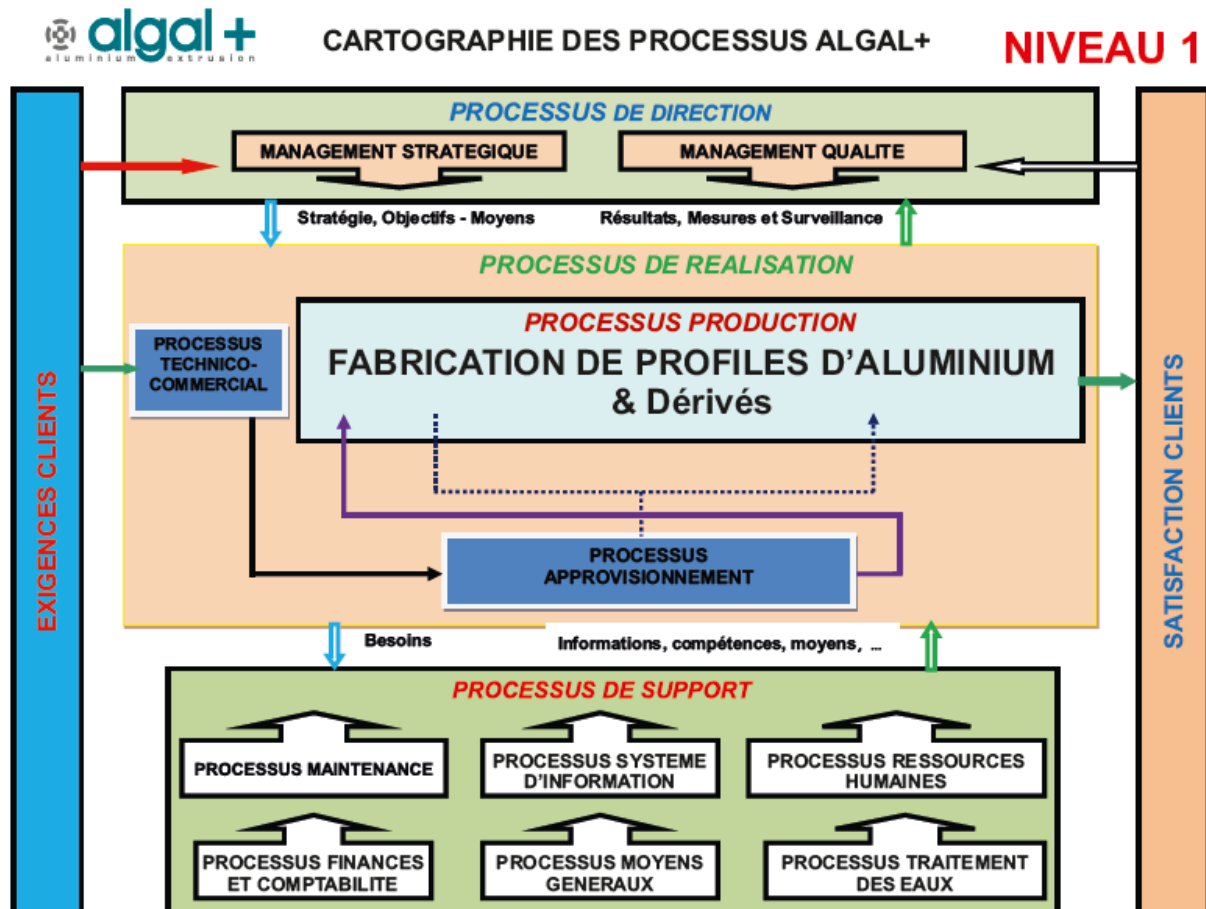 algal+
aluminium extrusion
CARTOGRAPHIE DES PROCESSUS ALGAL+
NIVEAU 1
PROCESSUS DE DIRECTION
MANAGEMENT STRATEGIQUE
MANAGEMENT QUALITE
Stratégie, Objectifs - Moyens
Résultats, Mesures et Surveillance
EXIGENCES CLIENTS
PROCESSUS DE REALISATION
PROCESSUS
TECHNICO-
COMMERCIAL
PROCESSUS PRODUCTION
FABRICATION DE PROFILES D’ALUMINIUM
& Dérivés
PROCESSUS
APPROVISIONNEMENT
SATISFACTION CLIENTS
Besoins
Informations, compétences, moyens, ...
PROCESSUS DE SUPPORT
PROCESSUS MAINTENANCE
PROCESSUS SYSTEME
D’INFORMATION
PROCESSUS RESSOURCES
HUMAINES
PROCESSUS FINANCES
ET COMPTABILITE
PROCESSUS MOYENS
GENERAUX
PROCESSUS TRAITEMENT
DES EAUX